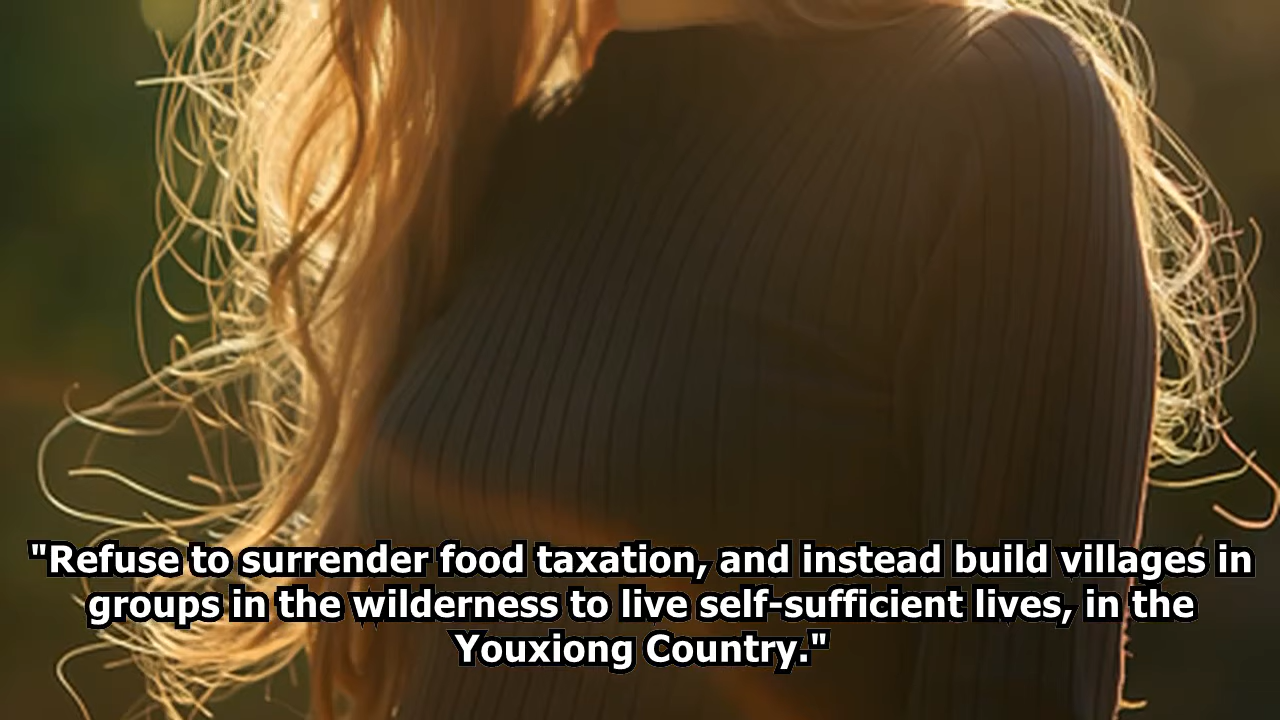 "Refuse to surrender food taxation, and instead build villages in
groups in the wilderness to live self-sufficient lives, in the
Youxiong Country."